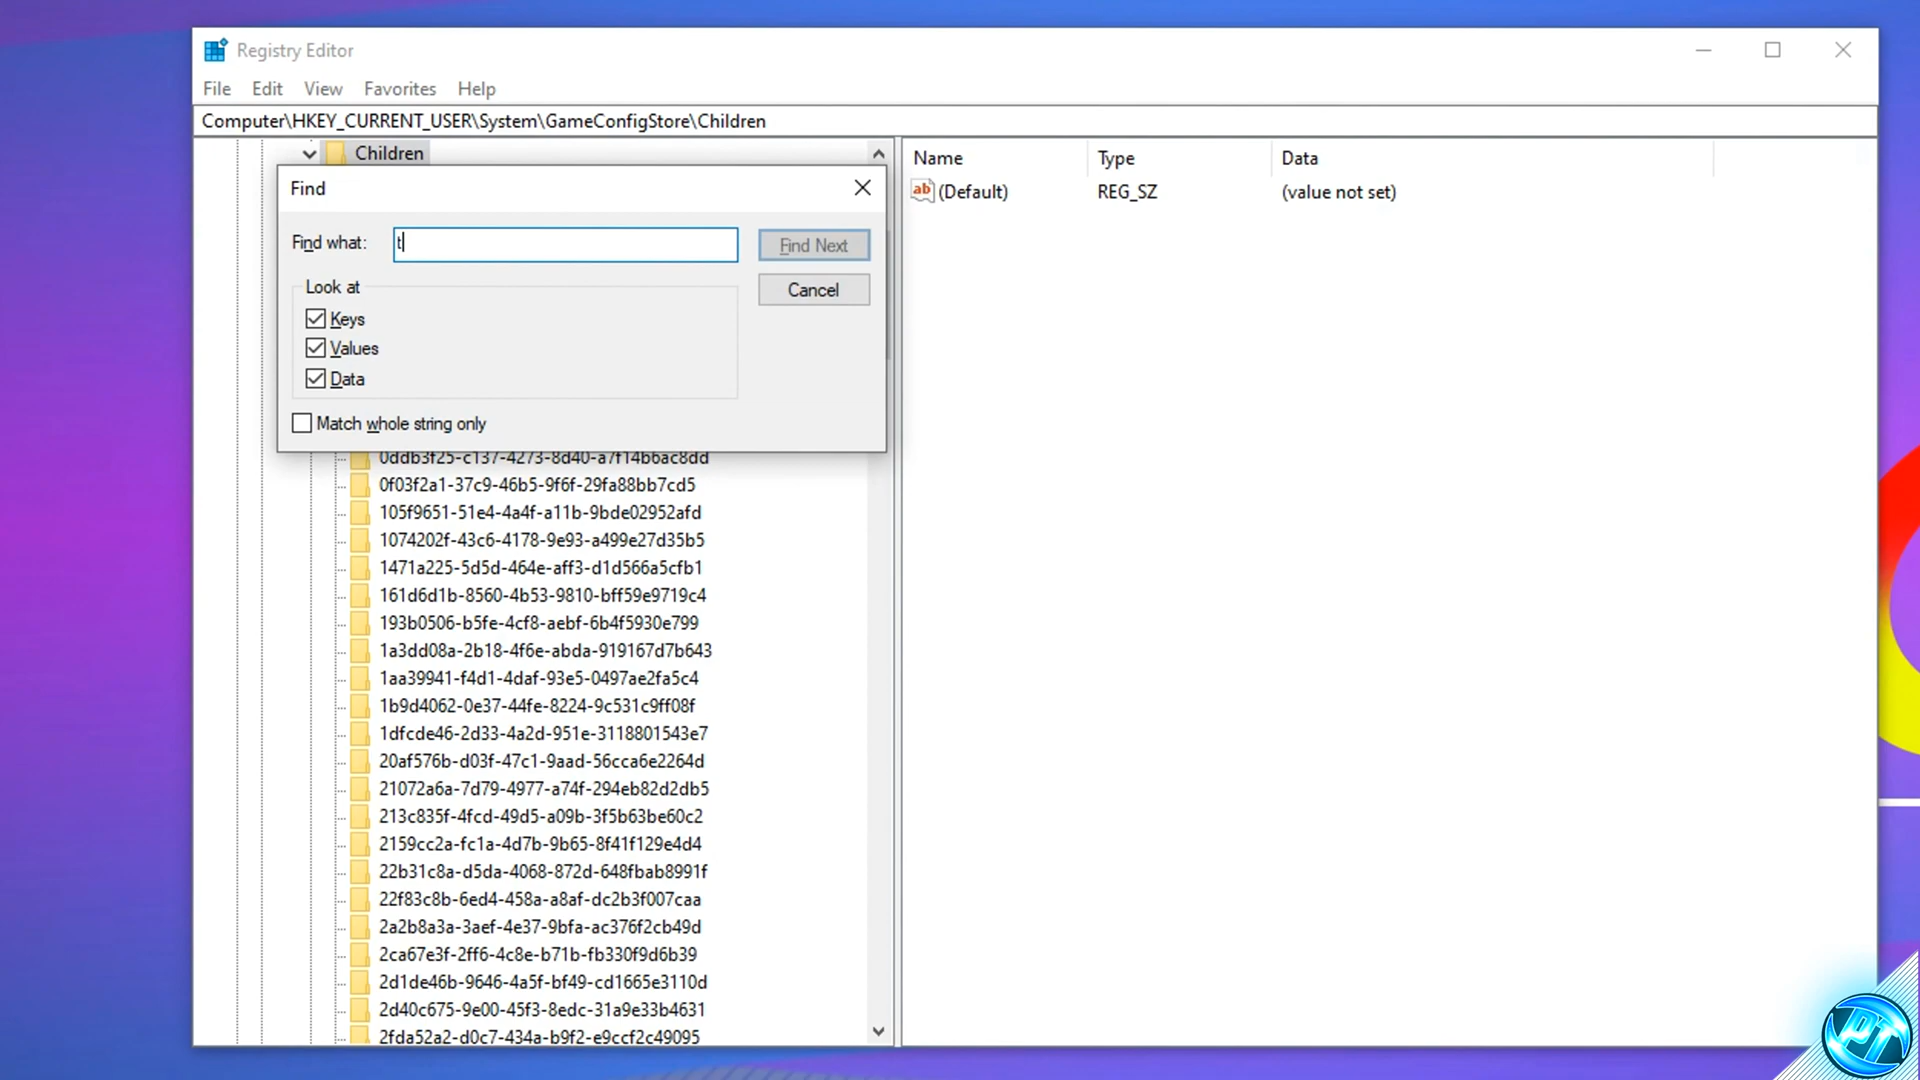 Registry Editor
File Edit View Favorites Help
Computer\HKEY_CURRENT_USER\System\GameConfigStore\Children
Children
Name Type Data
(Default) REG_SZ (value not set)
Find
Find what: t
Find Next
Cancel
Look at
Keys
Values
Data
Match whole string only
0ddb3f25-c137-4273-8d40-a7f14b6ac8dd
0f03f2a1-37c9-46b5-9f6f-29fa88bb7cd5
105f9651-51e4-4a4f-a11b-9bde02952afd
1074202f-43c6-4178-9e93-a499e27d35b5
1471a225-5d5d-464e-aff3-d1d566a5cfb1
161d6d1b-8560-4b53-9810-bff59e9719c4
193b0506-b5fe-4cf8-aebf-6b4f5930e799
1a3dd08a-2b18-4f6e-abda-919167d7b643
1aa39941-f4d1-4daf-93e5-0497ae2fa5c4
1b9d4062-0e37-44fe-8224-9c531c9ff08f
1dfcde46-2d33-4a2d-951e-3118801543e7
20af576b-d03f-47c1-9aad-56cca6e2264d
21072a6a-7d79-4977-a74f-294eb82d2db5
213c835f-4fcd-49d5-a09b-3f5b63be60c2
2159cc2a-fc1a-4d7b-9b65-8f41f129e4d4
22b31c8a-d5da-4068-872d-648fbab8991f
22f83c8b-6ed4-458a-a8af-dc2b3f007caa
2a2b8a3a-3aef-4e37-9bfa-ac376f2cb49d
2ca67e3f-2ff6-4c8e-b71b-fb330f9d6b39
2d1de46b-9646-4a5f-bf49-cd1665e3110d
2d40c675-9e00-45f3-8edc-31a9e33b4631
2fda52a2-d0c7-434a-b9f2-e9ccf2c49095
PJT